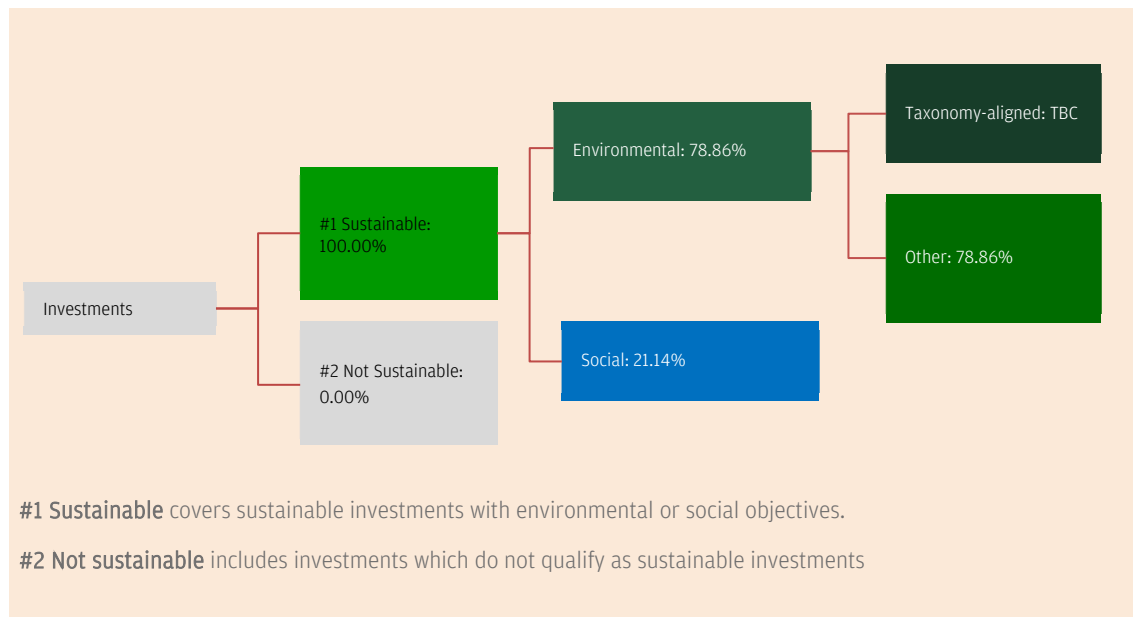 Taxonomy-aligned: TBC
Environmental: 78.86%
#1 Sustainable:
100.00%
Other: 78.86%
Investments
#2 Not Sustainable:
0.00%
Social: 21.14%
#1 Sustainable covers sustainable investments with environmental or social objectives.
#2 Not sustainable includes investments which do not qualify as sustainable investments